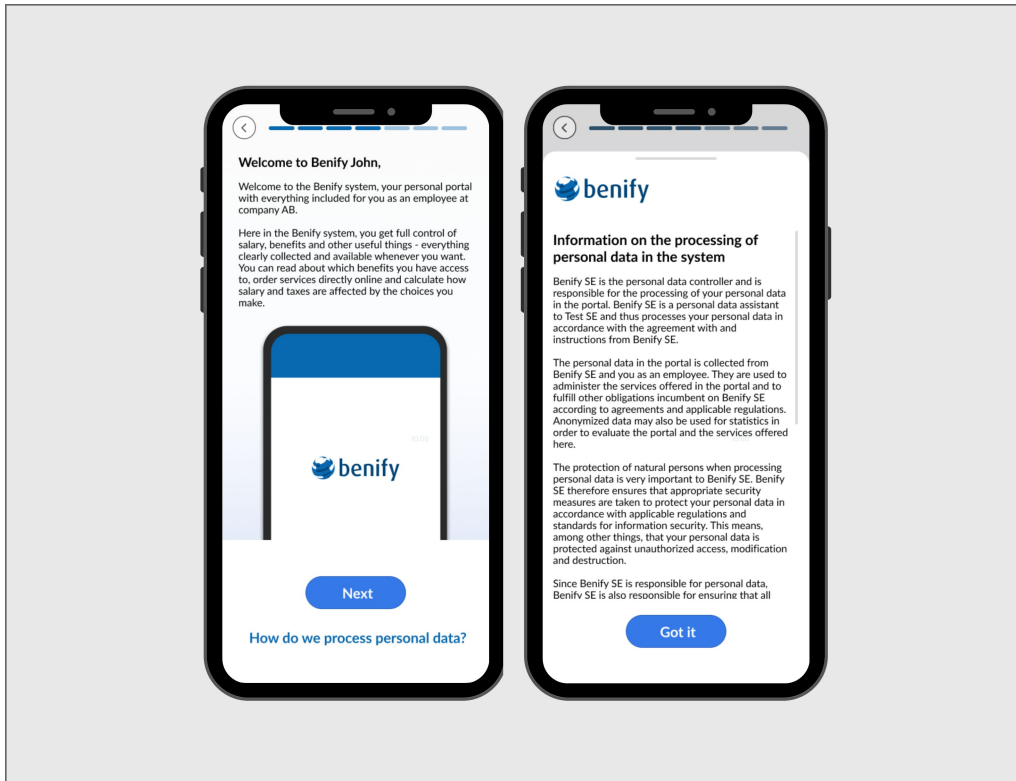 Welcome to Benify John,
Welcome to the Benify system, your personal portal
with everything included for you as an employee at
company AB.
Here in the Benify system, you get full control of
salary, benefits and other useful things - everything
clearly collected and available whenever you want.
You can read about which benefits you have access
to, order services directly online and calculate how
salary and taxes are affected by the choices you
make.
benify
Next
How do we process personal data?
benify
Information on the processing of
personal data in the system
Benify SE is the personal data controller and is
responsible for the processing of your personal data
in the portal. Benify SE is a personal data assistant
to Test SE and thus processes your personal data in
accordance with the agreement with and
instructions from Benify SE.
The personal data in the portal is collected from
Benify SE and you as an employee. They are used to
administer the services offered in the portal and to
fulfill other obligations incumbent on Benify SE
according to agreements and applicable regulations.
Anonymized data may also be used for statistics in
order to evaluate the portal and the services offered
here.
The protection of natural persons when processing
personal data is very important to Benify SE. Benify
SE therefore ensures that appropriate security
measures are taken to protect your personal data in
accordance with applicable regulations and
standards for information security. This means,
among other things, that your personal data is
protected against unauthorized access, modification
and destruction.
Since Benify SE is responsible for personal data,
Benify SE is also responsible for ensuring that all
Got it